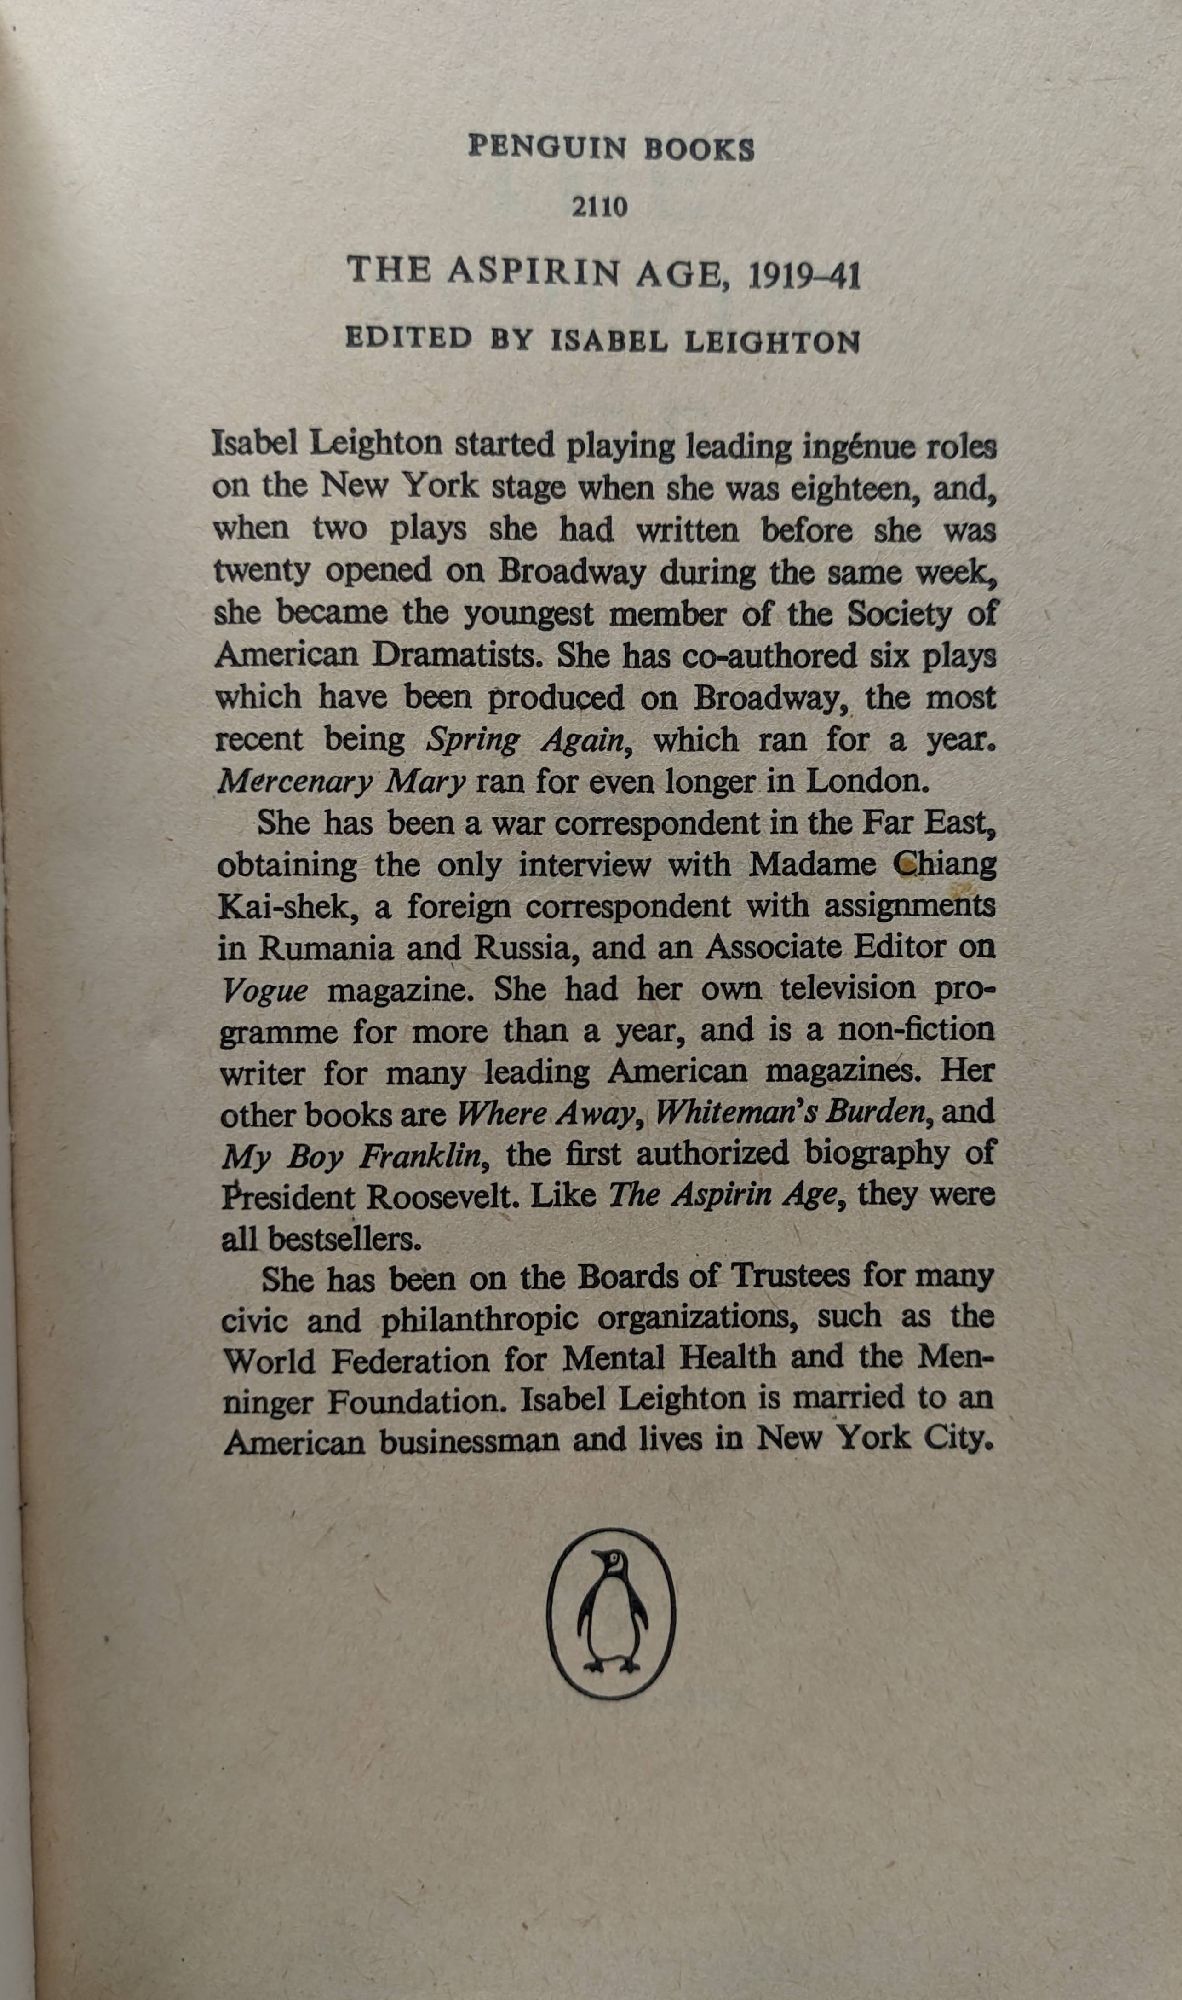 PENGUIN BOOKS
2110
THE ASPIRIN AGE, 1919–41
EDITED BY ISABEL LEIGHTON
Isabel Leighton started playing leading ingénue roles
on the New York stage when she was eighteen, and,
when two plays she had written before she was
twenty opened on Broadway during the same week,
she became the youngest member of the Society of
American Dramatists. She has co-authored six plays
which have been produced on Broadway, the most
recent being Spring Again, which ran for a year.
Mercenary Mary ran for even longer in London.
She has been a war correspondent in the Far East,
obtaining the only interview with Madame Chiang
Kai-shek, a foreign correspondent with assignments
in Rumania and Russia, and an Associate Editor on
Vogue magazine. She had her own television pro-
gramme for more than a year, and is a non-fiction
writer for many leading American magazines. Her
other books are Where Away, Whiteman's Burden, and
My Boy Franklin, the first authorized biography of
President Roosevelt. Like The Aspirin Age, they were
all bestsellers.
She has been on the Boards of Trustees for many
civic and philanthropic organizations, such as the
World Federation for Mental Health and the Men-
ninger Foundation. Isabel Leighton is married to an
American businessman and lives in New York City.